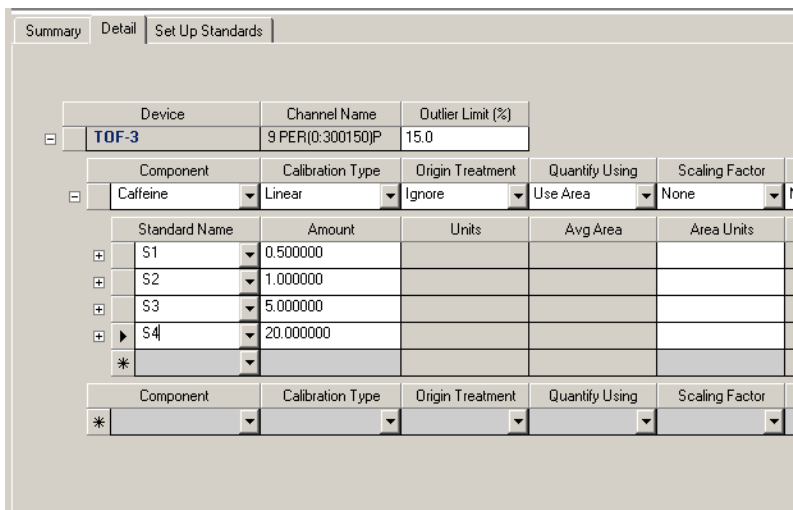 Summary Detail Set Up Standards
Device Channel Name Outlier Limit (%)
TOF-3 9 PER(0:300150)P 15.0
Component Calibration Type Origin Treatment Quantify Using Scaling Factor
Caffeine Linear Ignore Use Area None
Standard Name Amount Units Avg Area Area Units
S1 0.500000
S2 1.000000
S3 5.000000
S4 20.000000
Component Calibration Type Origin Treatment Quantify Using Scaling Factor